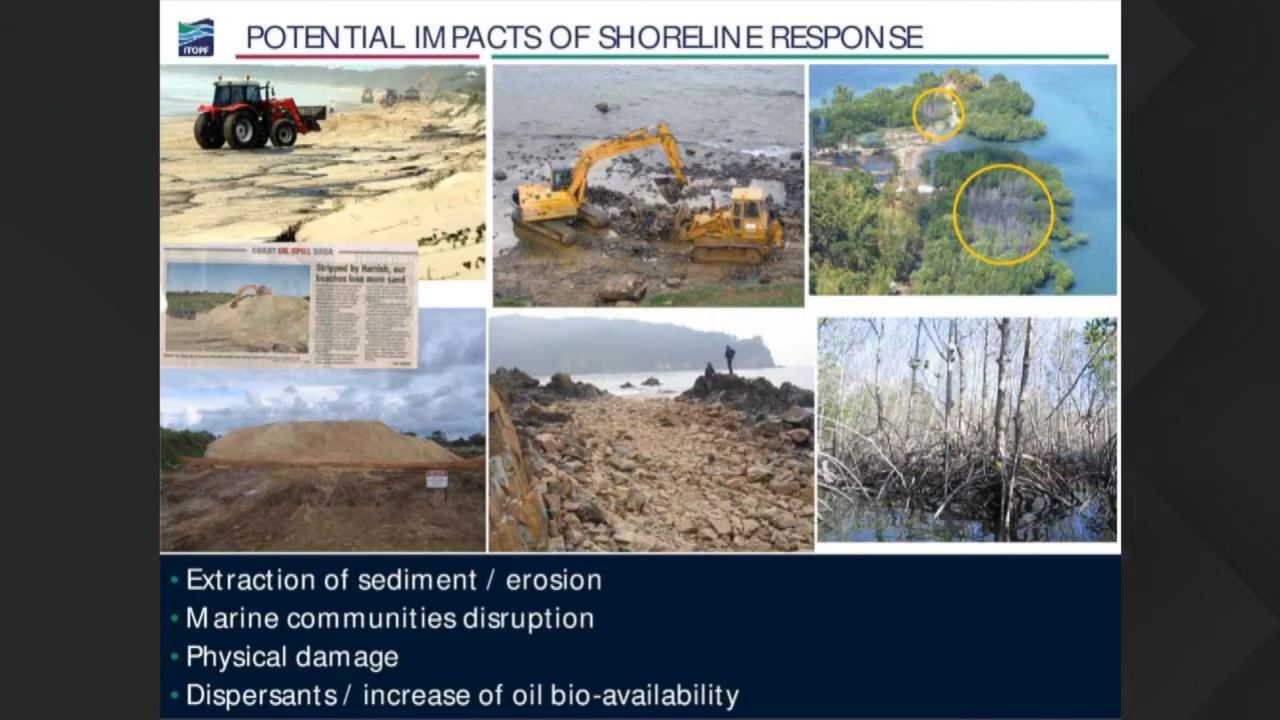 ITOPF
POTENTIAL IMPACTS OF SHORELINE RESPONSE
COAST OIL SPILL SAGA
Stripped by Hamish, our
beaches lose more sand
• Extraction of sediment / erosion
• Marine communities disruption
• Physical damage
• Dispersants / increase of oil bio-availability